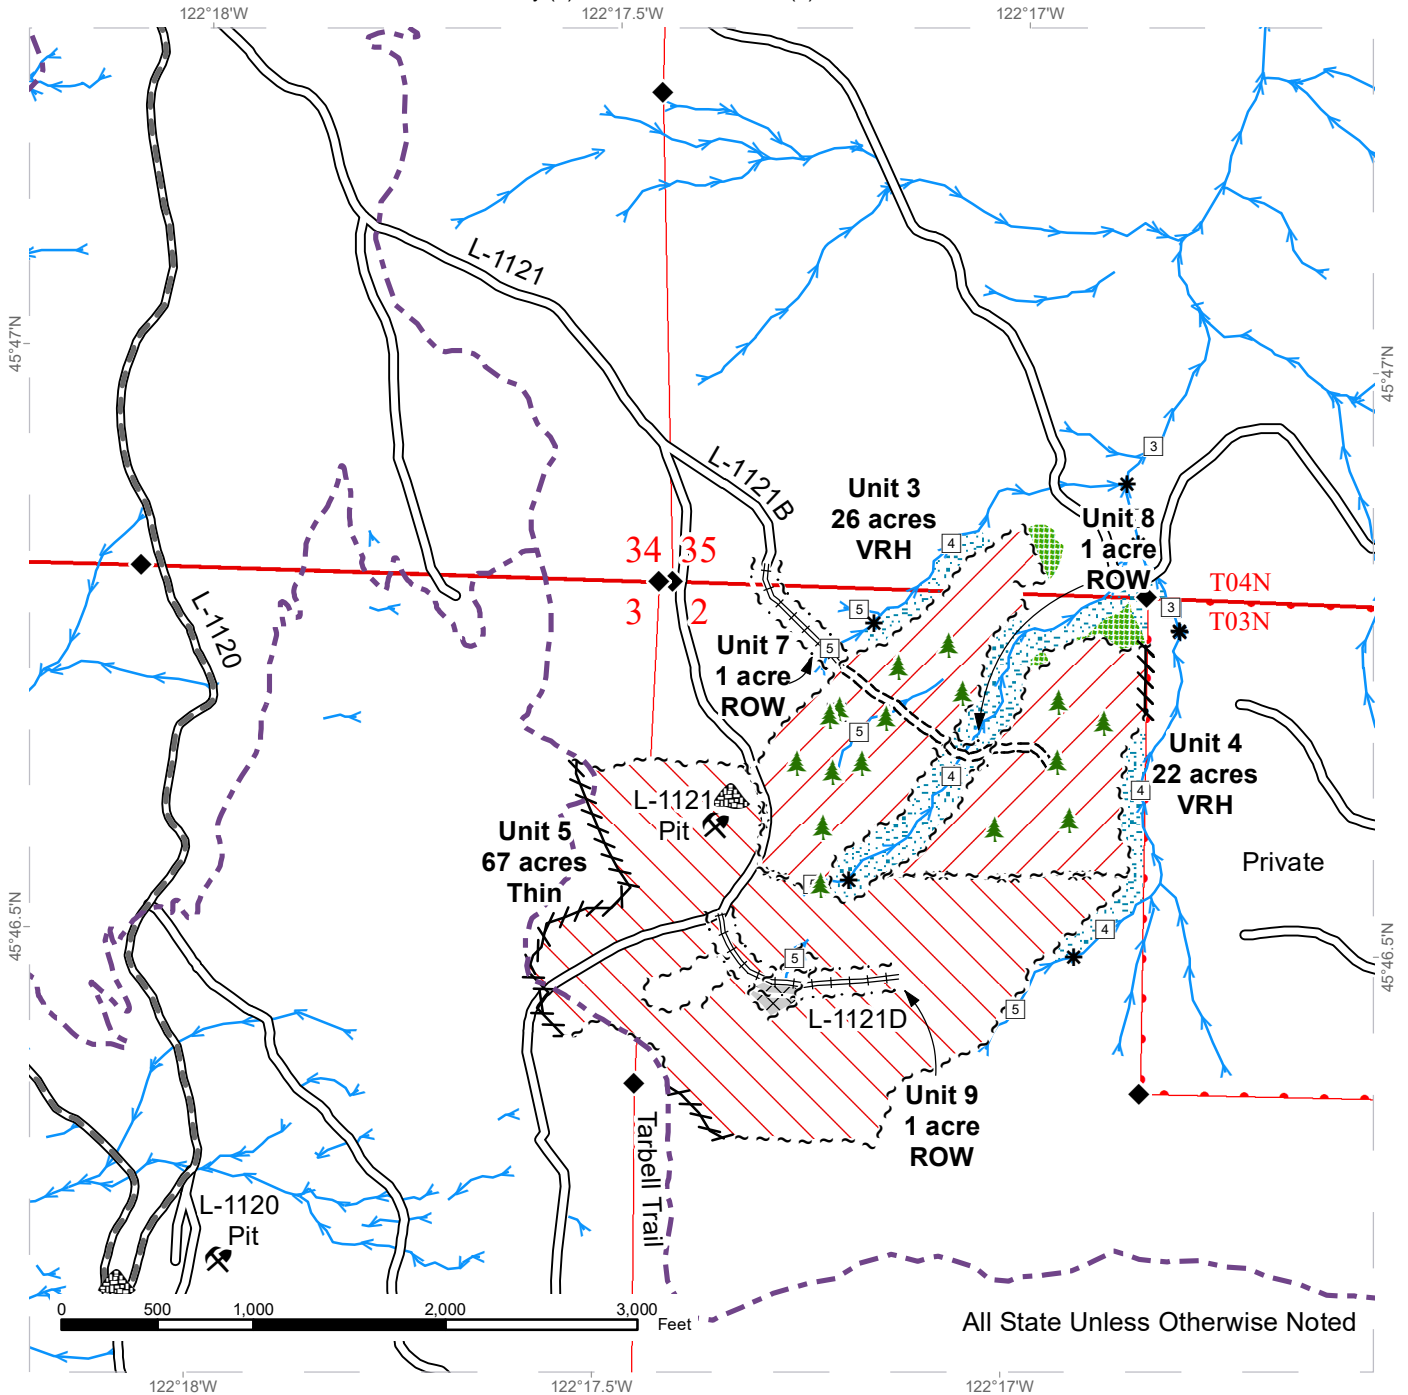 122°18'W
122°17.5'W
122°17'W
45°47'N
45°47'N
L-1121
L-1121B
3
Unit 3
26 acres
VRH
4
Unit 8
1 acre
ROW
34
35
3
2
T04N
T03N
5
3
L-1120
Unit 7
1 acre
ROW
5
5
4
Unit 4
22 acres
VRH
4
L-1121
Pit
Unit 5
67 acres
Thin
Private
4
45°46.5'N
45°46.5'N
5
L-1121D
5
Unit 9
1 acre
ROW
Tarbell Trail
L-1120
Pit
0
500
1,000
2,000
3,000
Feet
All State Unless Otherwise Noted
122°18'W
122°17.5'W
122°17'W